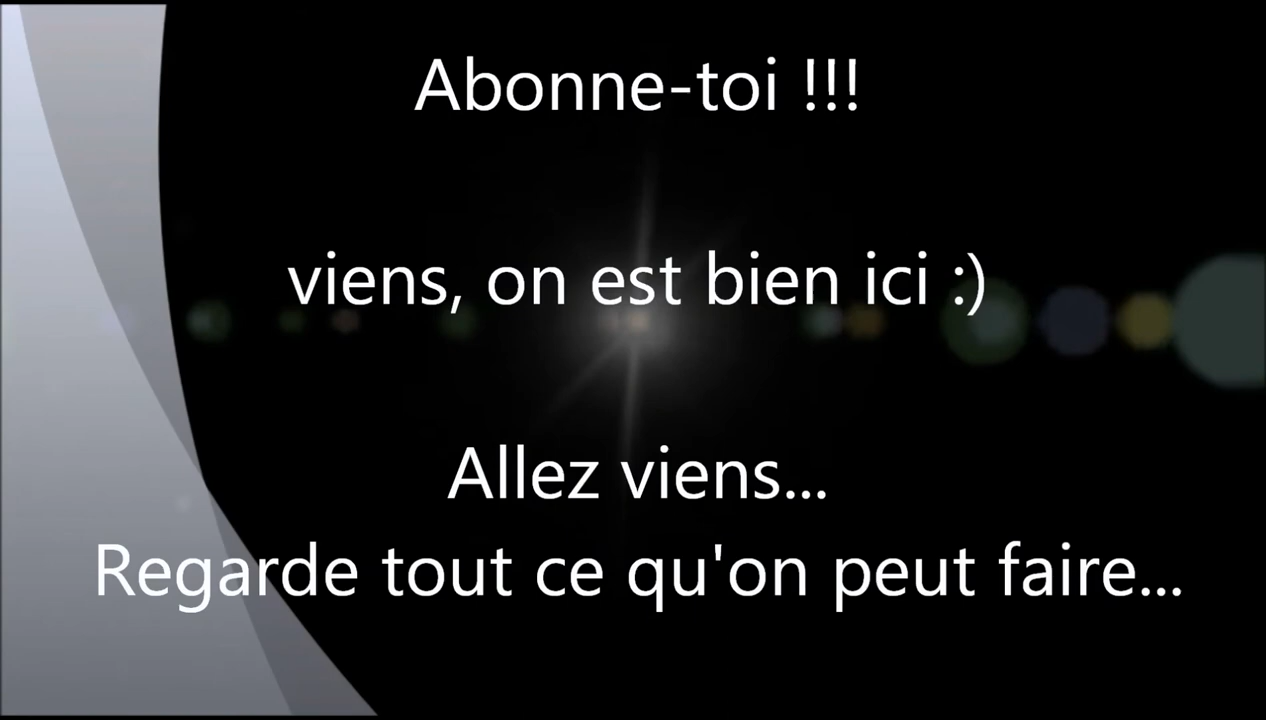 Abonne-toi !!!
viens, on est bien ici :)
Allez viens...
Regarde tout ce qu'on peut faire...